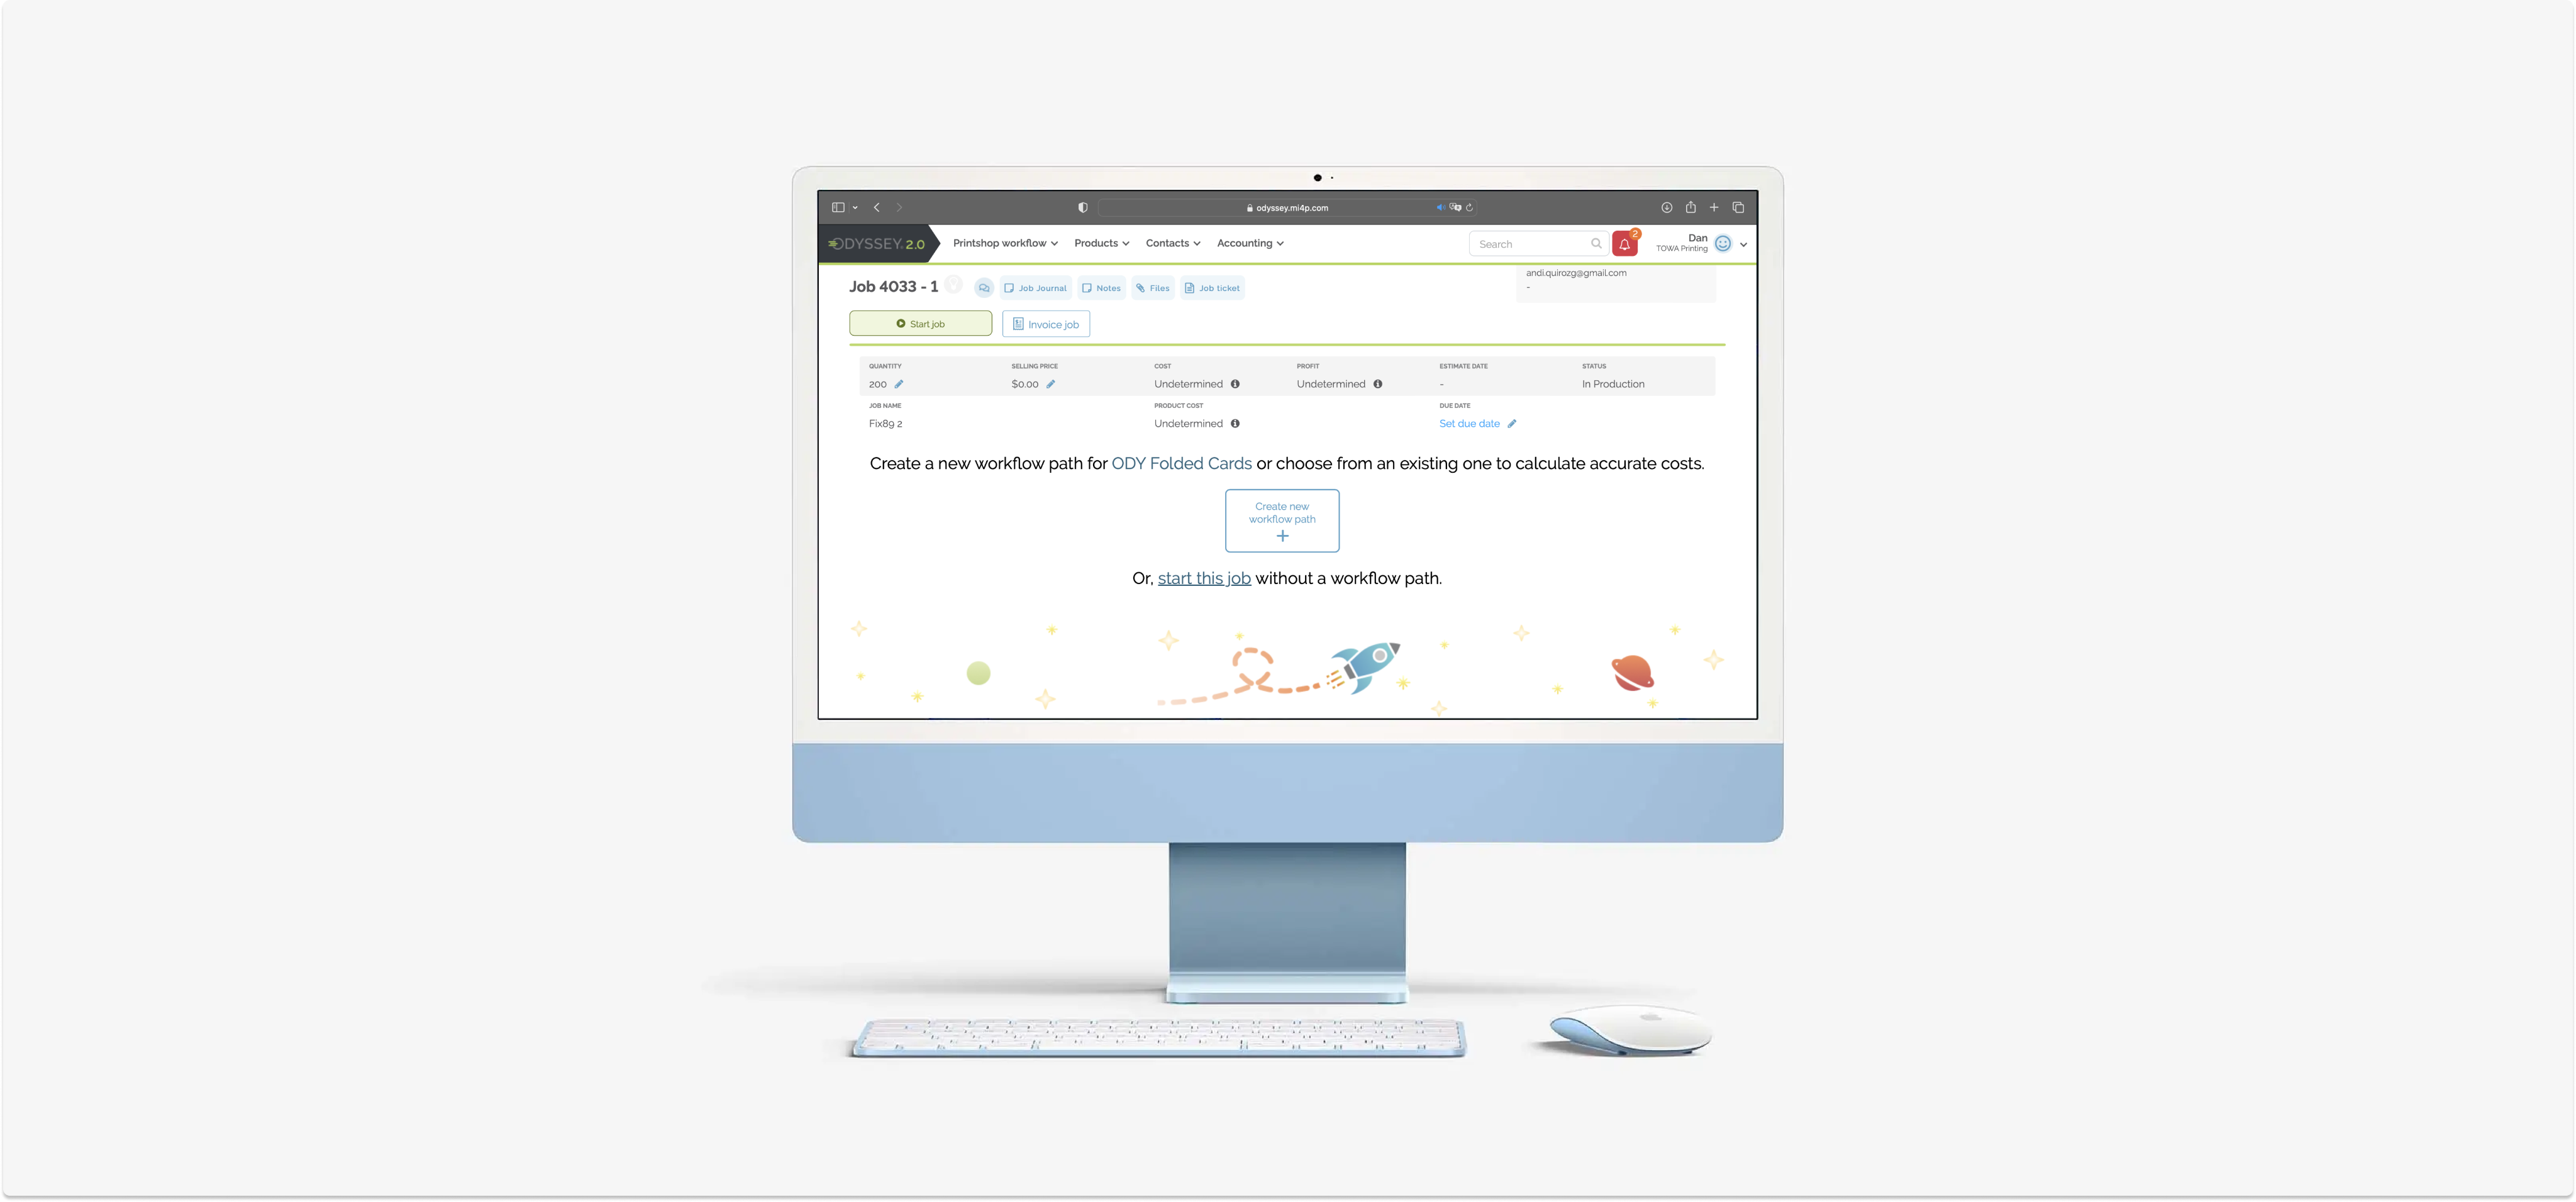 odyssey.mi4p.com
ODYSSEY 2.0
Printshop workflow Products Contacts Accounting
Search
2
Dan
TOWA Printing
andi.quirozg@gmail.com
-
Job 4033 - 1
Job Journal Notes Files Job ticket
Start job Invoice job
QUANTITY SELLING PRICE COST PROFIT ESTIMATE DATE STATUS
200 $0.00 Undetermined Undetermined - In Production
JOB NAME PRODUCT COST DUE DATE
Fix89 2 Undetermined Set due date
Create a new workflow path for ODY Folded Cards or choose from an existing one to calculate accurate costs.
Create new
workflow path
+
Or, start this job without a workflow path.